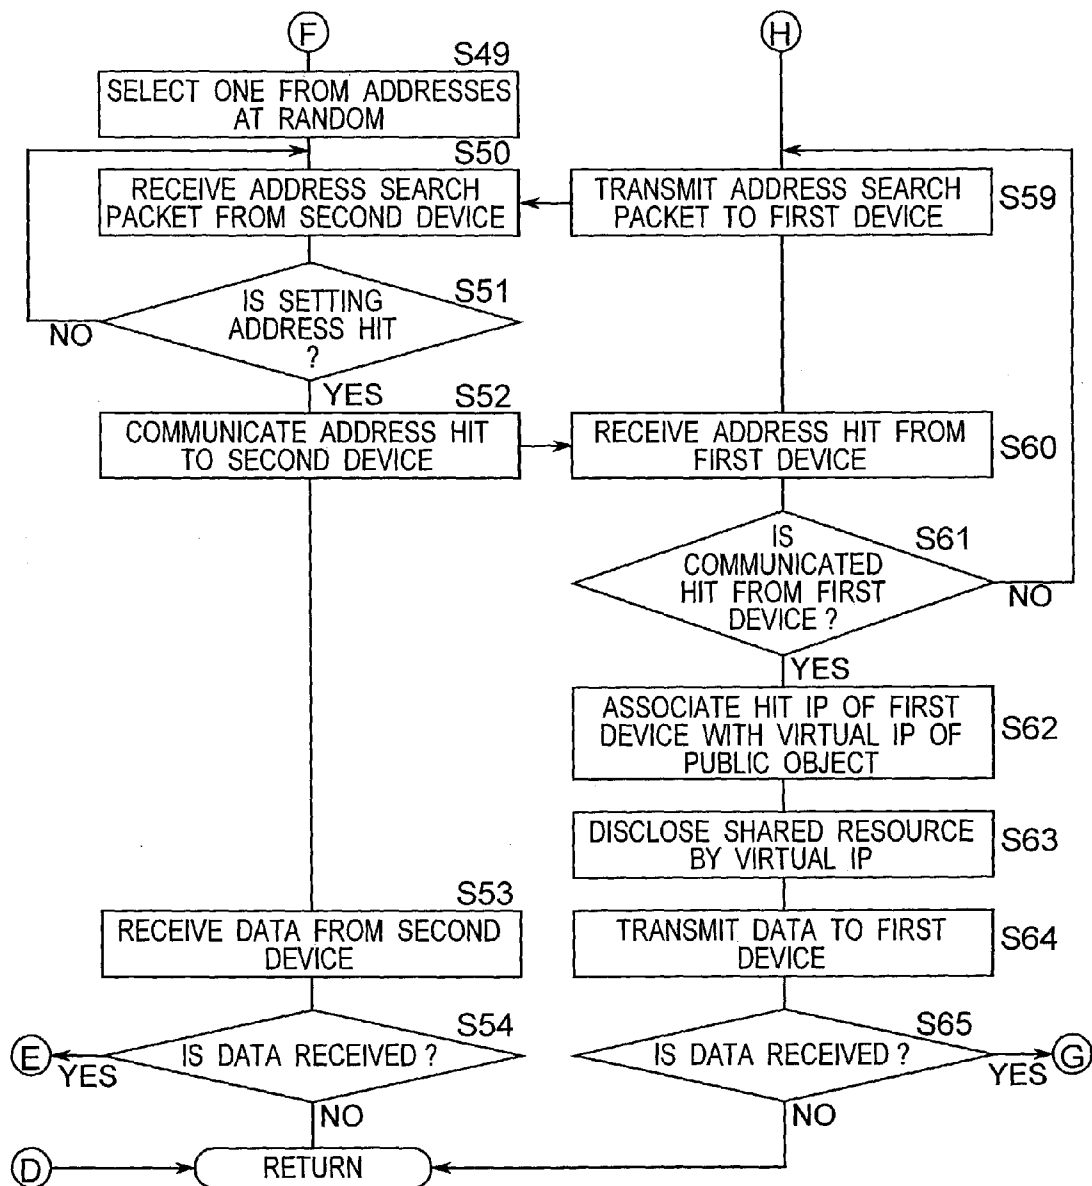 F
H
S49
SELECT ONE FROM ADDRESSES
AT RANDOM
S50
RECEIVE ADDRESS SEARCH
PACKET FROM SECOND DEVICE
TRANSMIT ADDRESS SEARCH
PACKET TO FIRST DEVICE
S59
S51
IS SETTING
ADDRESS HIT
?
NO
YES
S52
COMMUNICATE ADDRESS HIT
TO SECOND DEVICE
RECEIVE ADDRESS HIT FROM
FIRST DEVICE
S60
S61
IS
COMMUNICATED
HIT FROM FIRST
DEVICE ?
NO
YES
ASSOCIATE HIT IP OF FIRST
DEVICE WITH VIRTUAL IP OF
PUBLIC OBJECT
S62
DISCLOSE SHARED RESOURCE
BY VIRTUAL IP
S63
S53
RECEIVE DATA FROM SECOND
DEVICE
TRANSMIT DATA TO FIRST
DEVICE
S64
S54
IS DATA RECEIVED ?
E
YES
NO
S65
IS DATA RECEIVED ?
YES
G
NO
D
RETURN